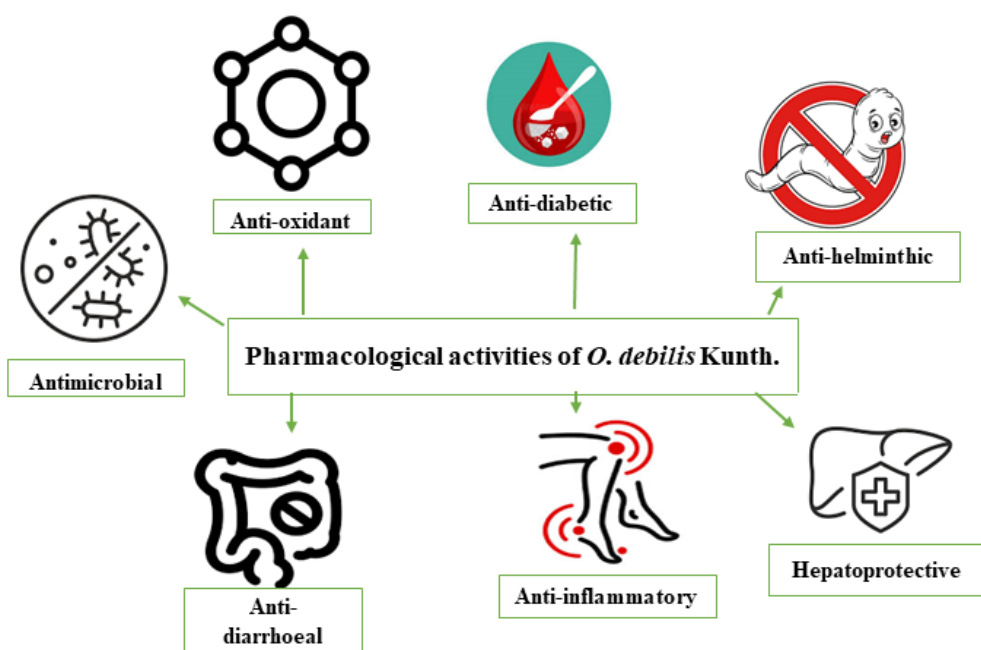 Anti-oxidant
Anti-diabetic
Anti-helminthic
Pharmacological activities of O. debilis Kunth.
Antimicrobial
Anti-
diarrhoeal
Anti-inflammatory
Hepatoprotective